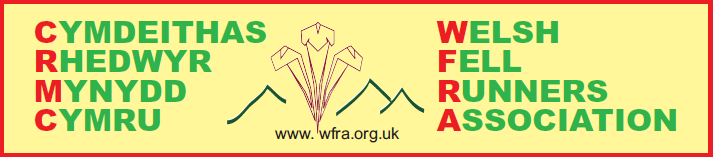 CYMDEITHAS
RHEDWYR
MYNYDD
CYMRU
WELSH
FELL
RUNNERS
ASSOCIATION
www. wfra.org.uk